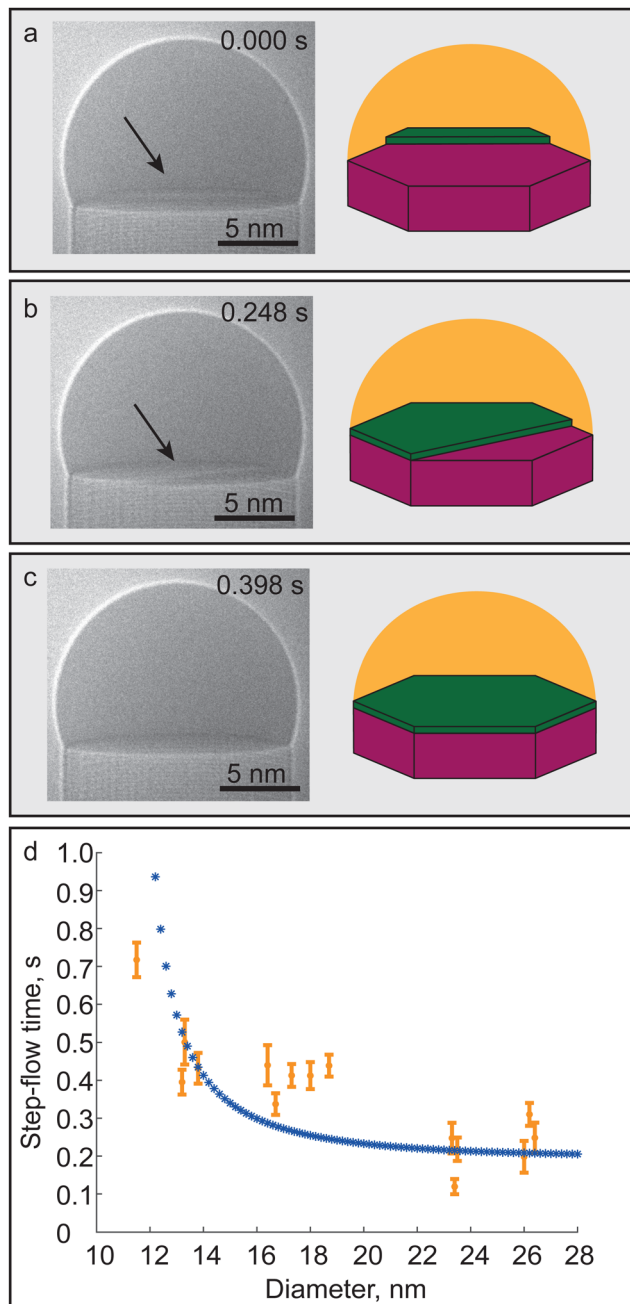 a
0.000 s
5 nm
b
0.248 s
5 nm
c
0.398 s
5 nm
d
1.0
0.9
0.8
0.7
0.6
0.5
0.4
0.3
0.2
0.1
0
Step-flow time, s
10 12 14 16 18 20 22 24 26 28
Diameter, nm